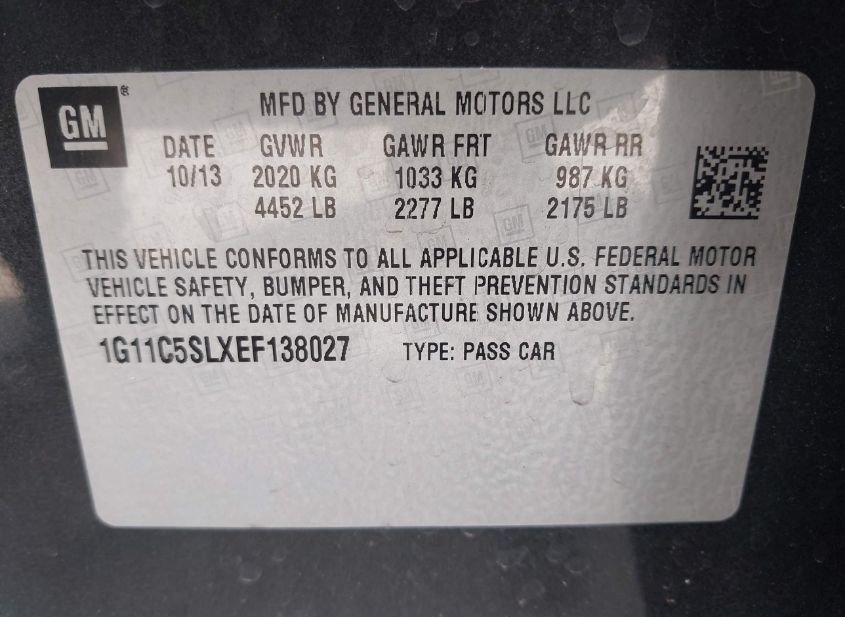 GM ®
MFD BY GENERAL MOTORS LLC
DATE GVWR GAWR FRT GAWR RR
10/13 2020 KG 1033 KG 987 KG
4452 LB 2277 LB 2175 LB
THIS VEHICLE CONFORMS TO ALL APPLICABLE U.S. FEDERAL MOTOR
VEHICLE SAFETY, BUMPER, AND THEFT PREVENTION STANDARDS IN
EFFECT ON THE DATE OF MANUFACTURE SHOWN ABOVE.
1G11C5SLXEF138027 TYPE: PASS CAR